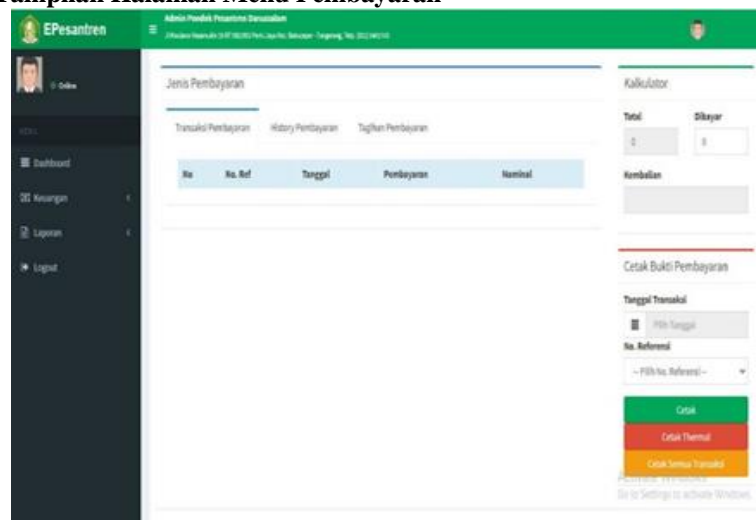 Tampilan Halaman Menu Pembayaran
EPesantren
Admin Pondok Pesantren Darussalam
Online
MENU
Dashboard
Keuangan
Laporan
Logout
Jenis Pembayaran
Transaksi Pembayaran History Pembayaran Tagihan Pembayaran
No No. Ref Tanggal Pembayaran Nominal
Kalkulator
Total Dibayar
0 0
Kembalian
Cetak Bukti Pembayaran
Tanggal Transaksi
Pilih Tanggal
No. Referensi
-- Pilih No. Referensi --
Cetak
Cetak Thermal
Cetak Semua Transaksi
Activate Windows
Go to Settings to activate Windows.